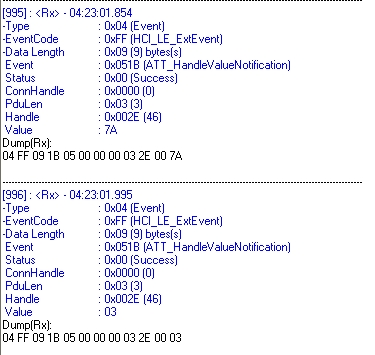 [995] : <Rx> - 04:23:01.854
-Type : 0x04 (Event)
-EventCode : 0xFF (HCI_LE_ExtEvent)
-Data Length : 0x09 (9) bytes(s)
Event : 0x051B (ATT_HandleValueNotification)
Status : 0x00 (Success)
ConnHandle : 0x0000 (0)
PduLen : 0x03 (3)
Handle : 0x002E (46)
Value : 7A
Dump(Rx):
04 FF 09 1B 05 00 00 00 03 2E 00 7A
[996] : <Rx> - 04:23:01.995
-Type : 0x04 (Event)
-EventCode : 0xFF (HCI_LE_ExtEvent)
-Data Length : 0x09 (9) bytes(s)
Event : 0x051B (ATT_HandleValueNotification)
Status : 0x00 (Success)
ConnHandle : 0x0000 (0)
PduLen : 0x03 (3)
Handle : 0x002E (46)
Value : 03
Dump(Rx):
04 FF 09 1B 05 00 00 00 03 2E 00 03